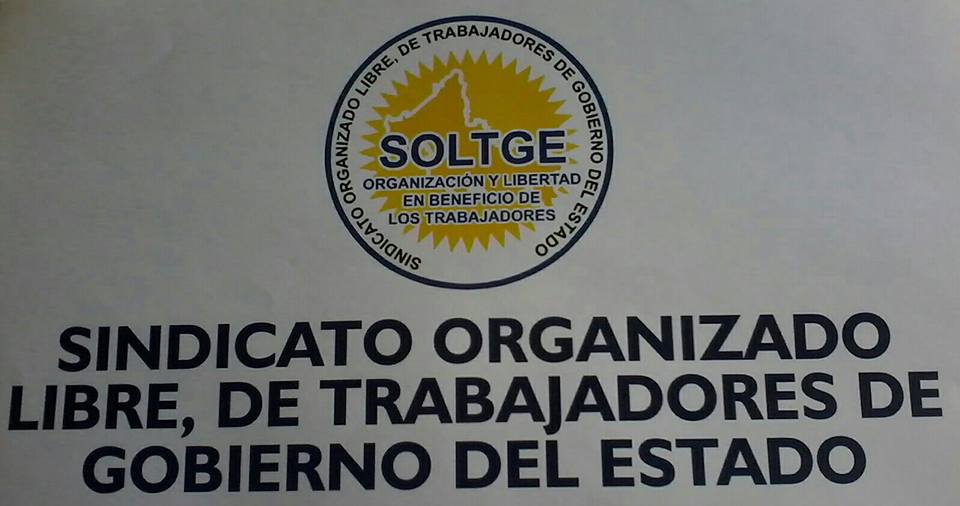 SINDICATO ORGANIZADO LIBRE, DE TRABAJADORES DE GOBIERNO DEL ESTADO
SOLTGE
ORGANIZACIÓN Y LIBERTAD
EN BENEFICIO DE
LOS TRABAJADORES
SINDICATO ORGANIZADO
LIBRE, DE TRABAJADORES DE
GOBIERNO DEL ESTADO